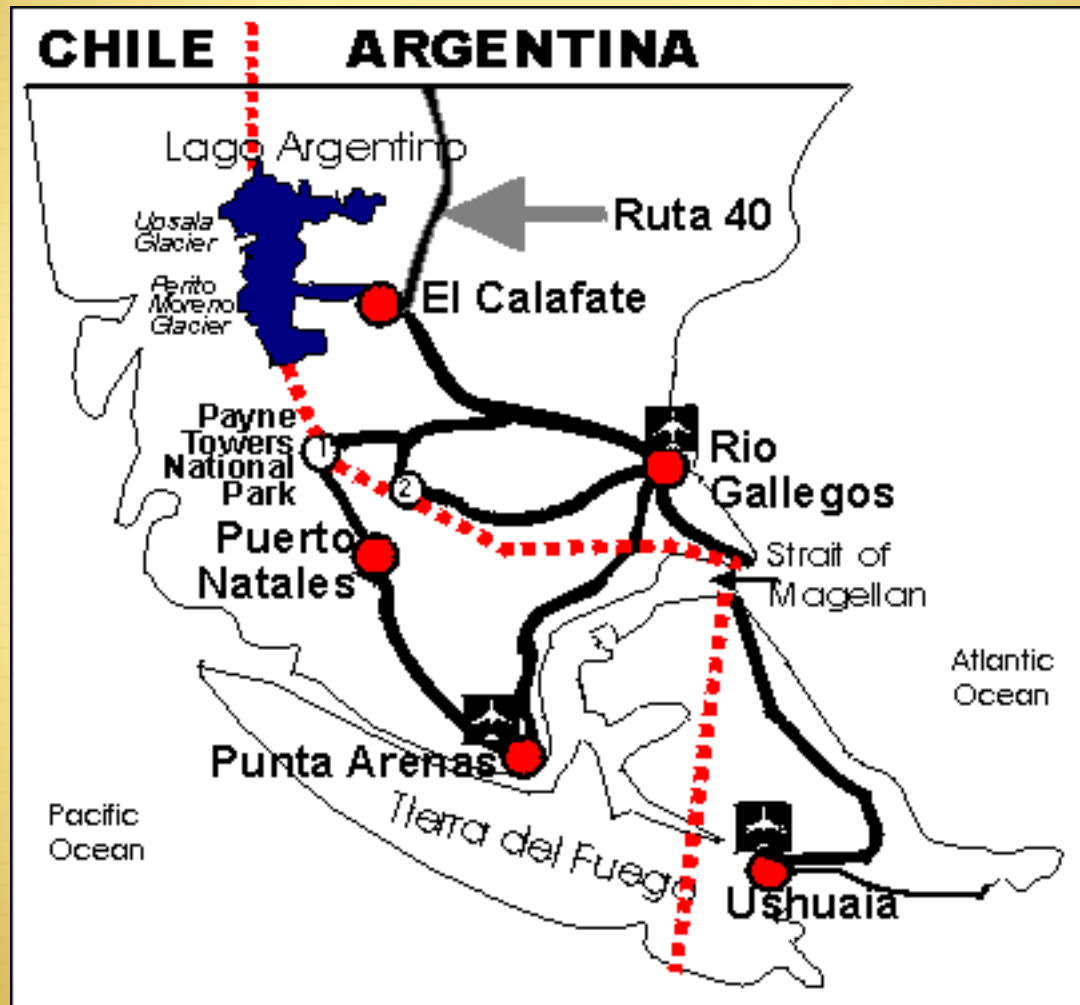 CHILE ARGENTINA
Lago Argentino
Upsala
Glacier
Ruta 40
Perito
Moreno
Glacier
El Calafate
Payne
Towers
National
Park
1
2
Rio
Gallegos
Puerto
Natales
Strait of
Magellan
Atlantic
Ocean
Punta Arenas
Tierra del Fuego
Pacific
Ocean
Ushuaia